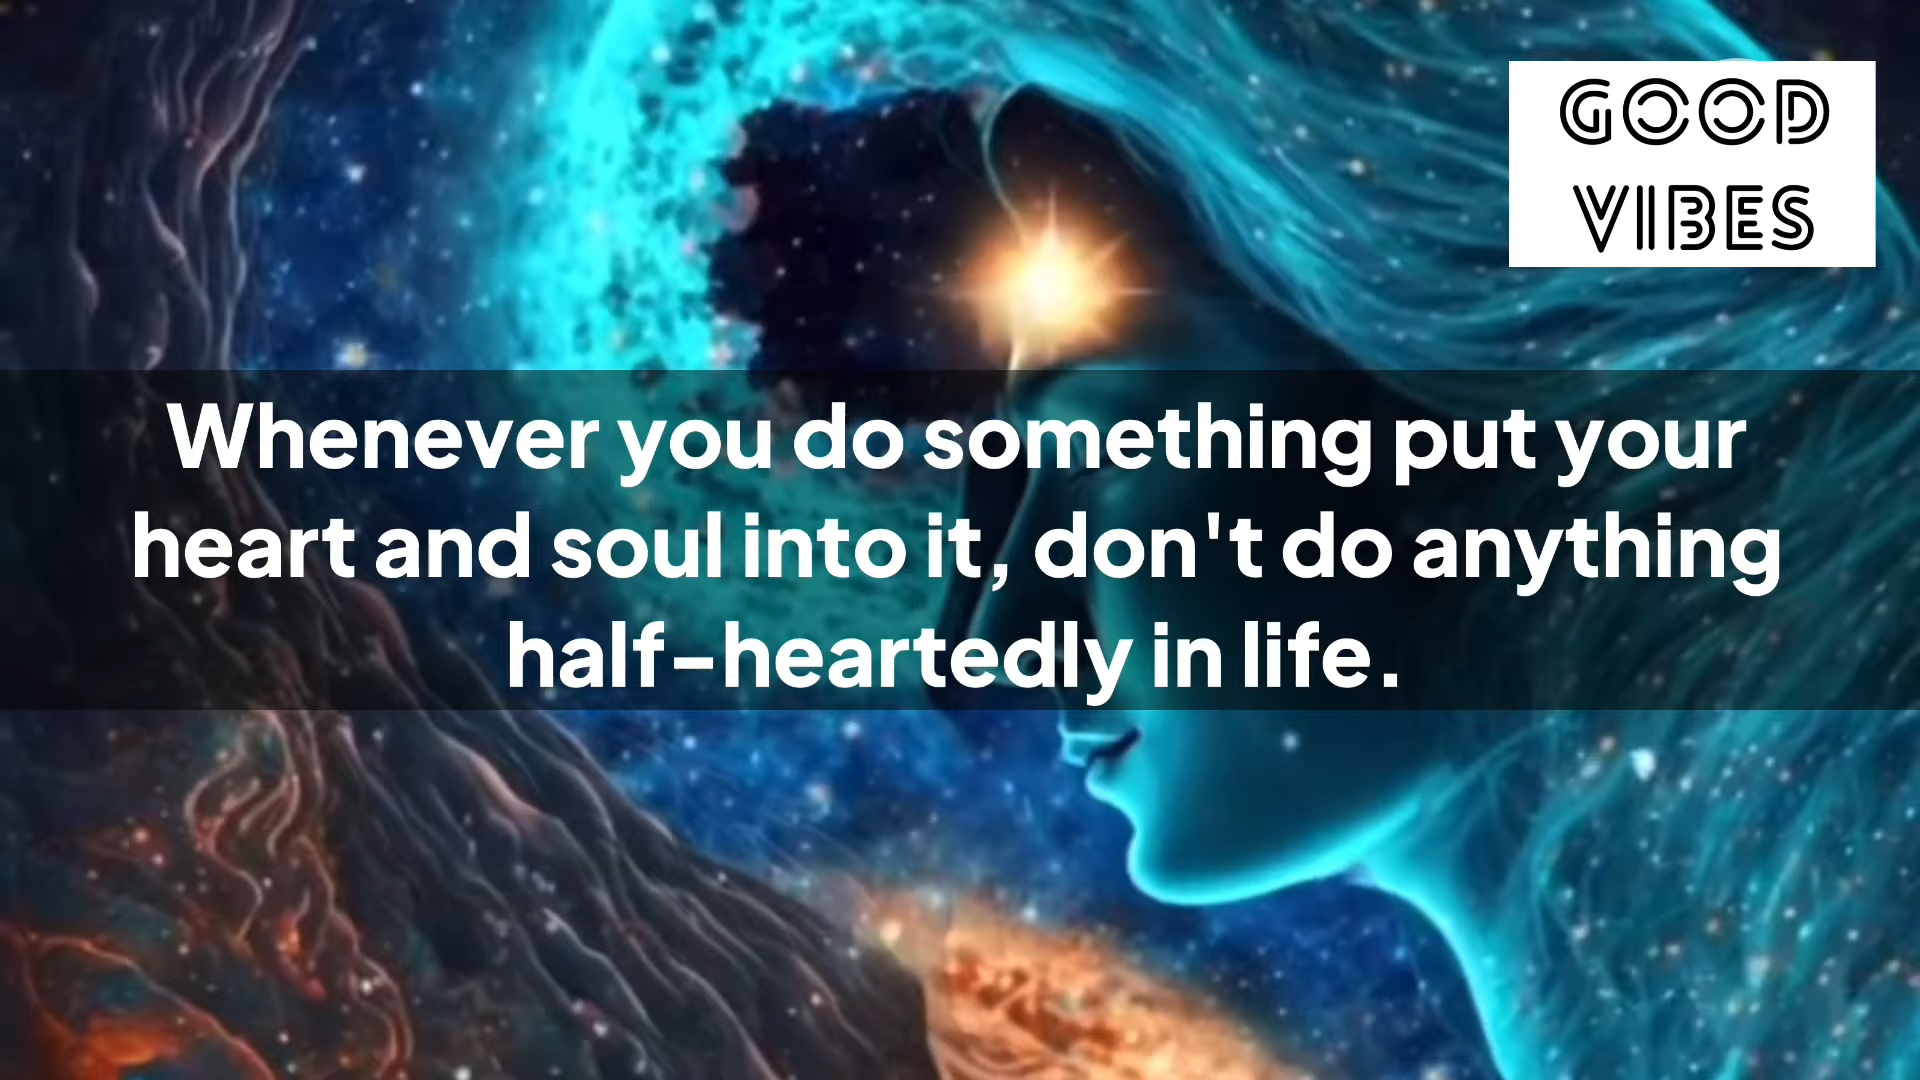 GOOD
VIBES
Whenever you do something put your
heart and soul into it, don't do anything
half-heartedly in life.